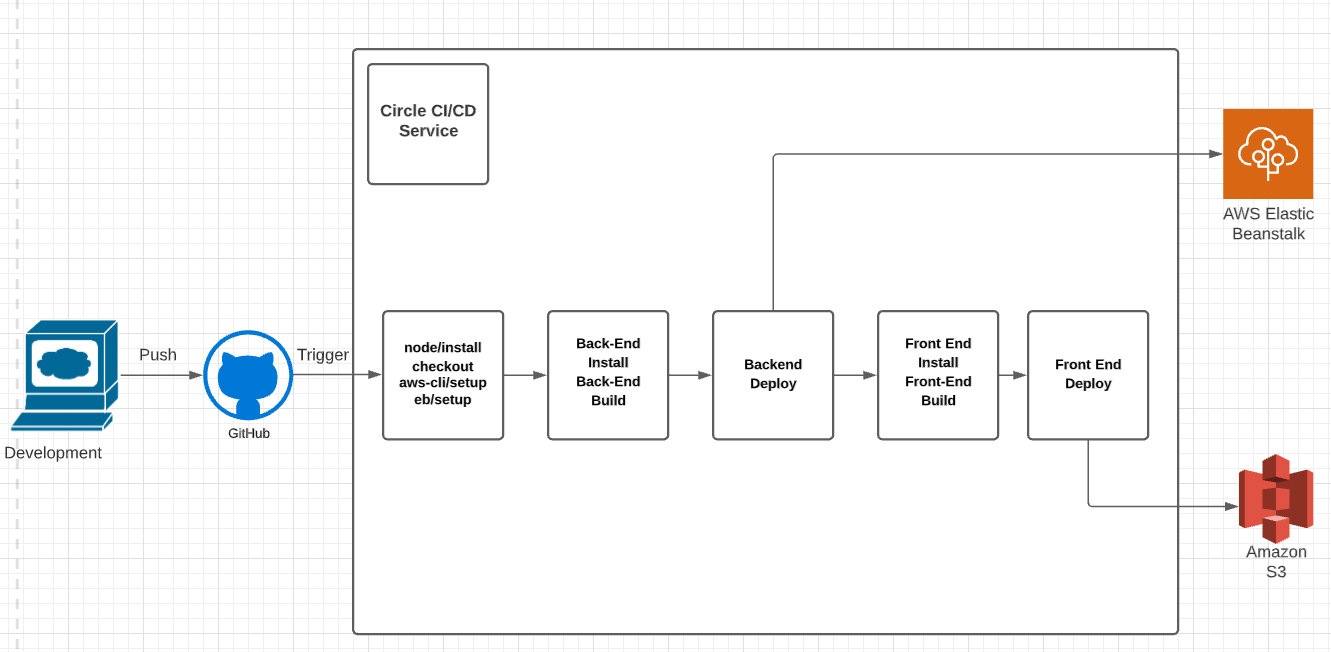 Circle CI/CD
Service
AWS Elastic
Beanstalk
Push
Trigger
GitHub
Development
node/install
checkout
aws-cli/setup
eb/setup
Back-End
Install
Back-End
Build
Backend
Deploy
Front End
Install
Front-End
Build
Front End
Deploy
Amazon
S3